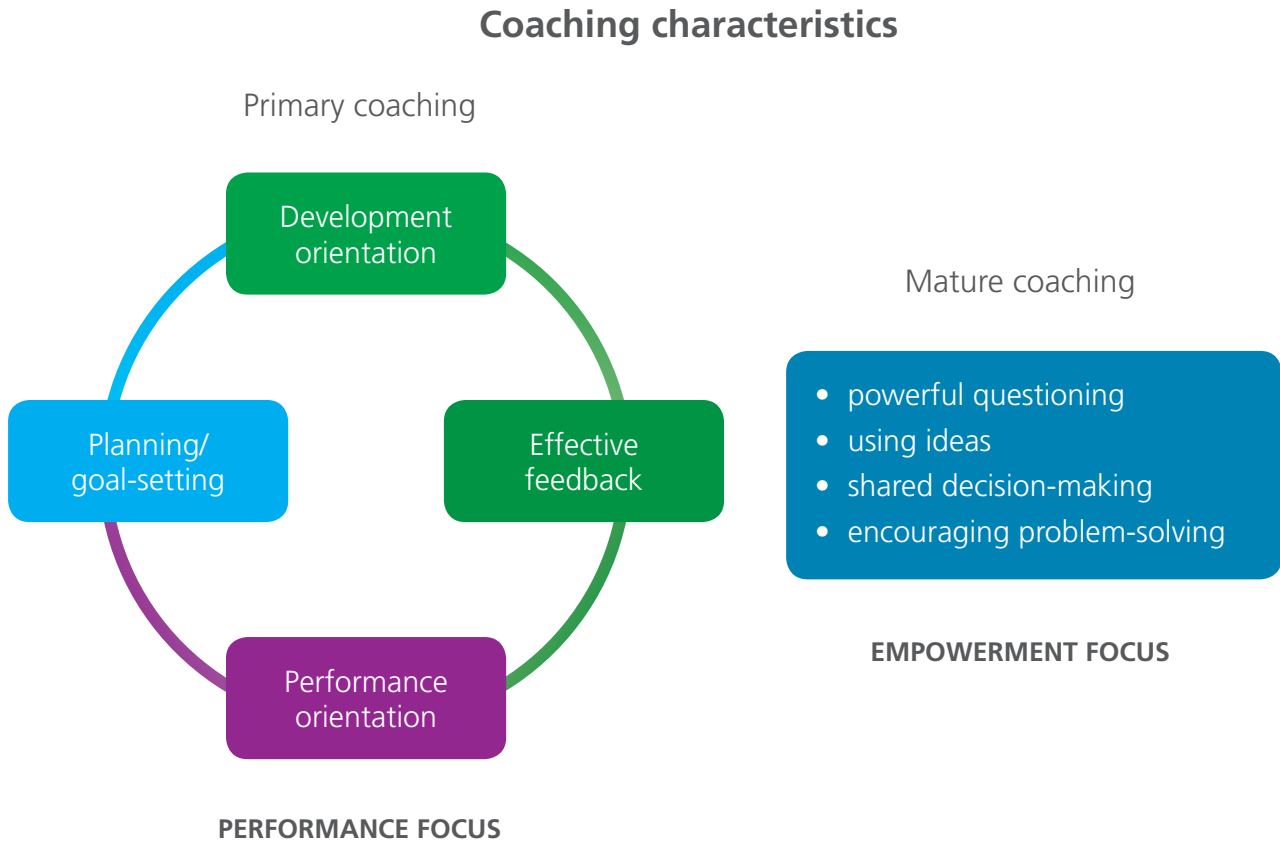 Coaching characteristics
Primary coaching
Development
orientation
Planning/
goal-setting
Effective
feedback
Performance
orientation
PERFORMANCE FOCUS
Mature coaching
• powerful questioning
• using ideas
• shared decision-making
• encouraging problem-solving
EMPOWERMENT FOCUS